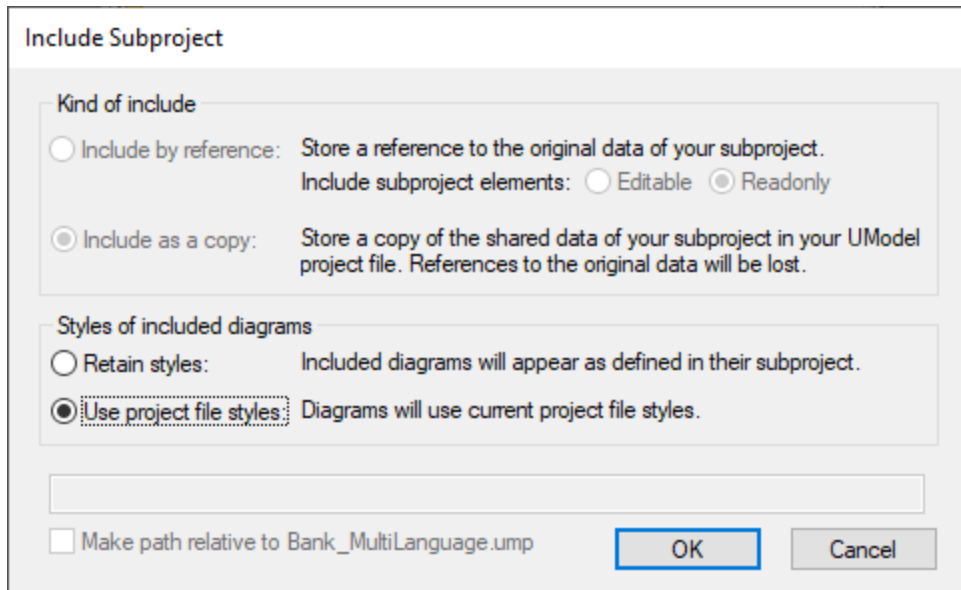 Include Subproject
Kind of include
Include by reference: Store a reference to the original data of your subproject.
Include subproject elements: Editable Readonly
Include as a copy: Store a copy of the shared data of your subproject in your UModel
project file. References to the original data will be lost.
Styles of included diagrams
Retain styles: Included diagrams will appear as defined in their subproject.
Use project file styles: Diagrams will use current project file styles.
Make path relative to Bank_MultiLanguage.ump
OK Cancel